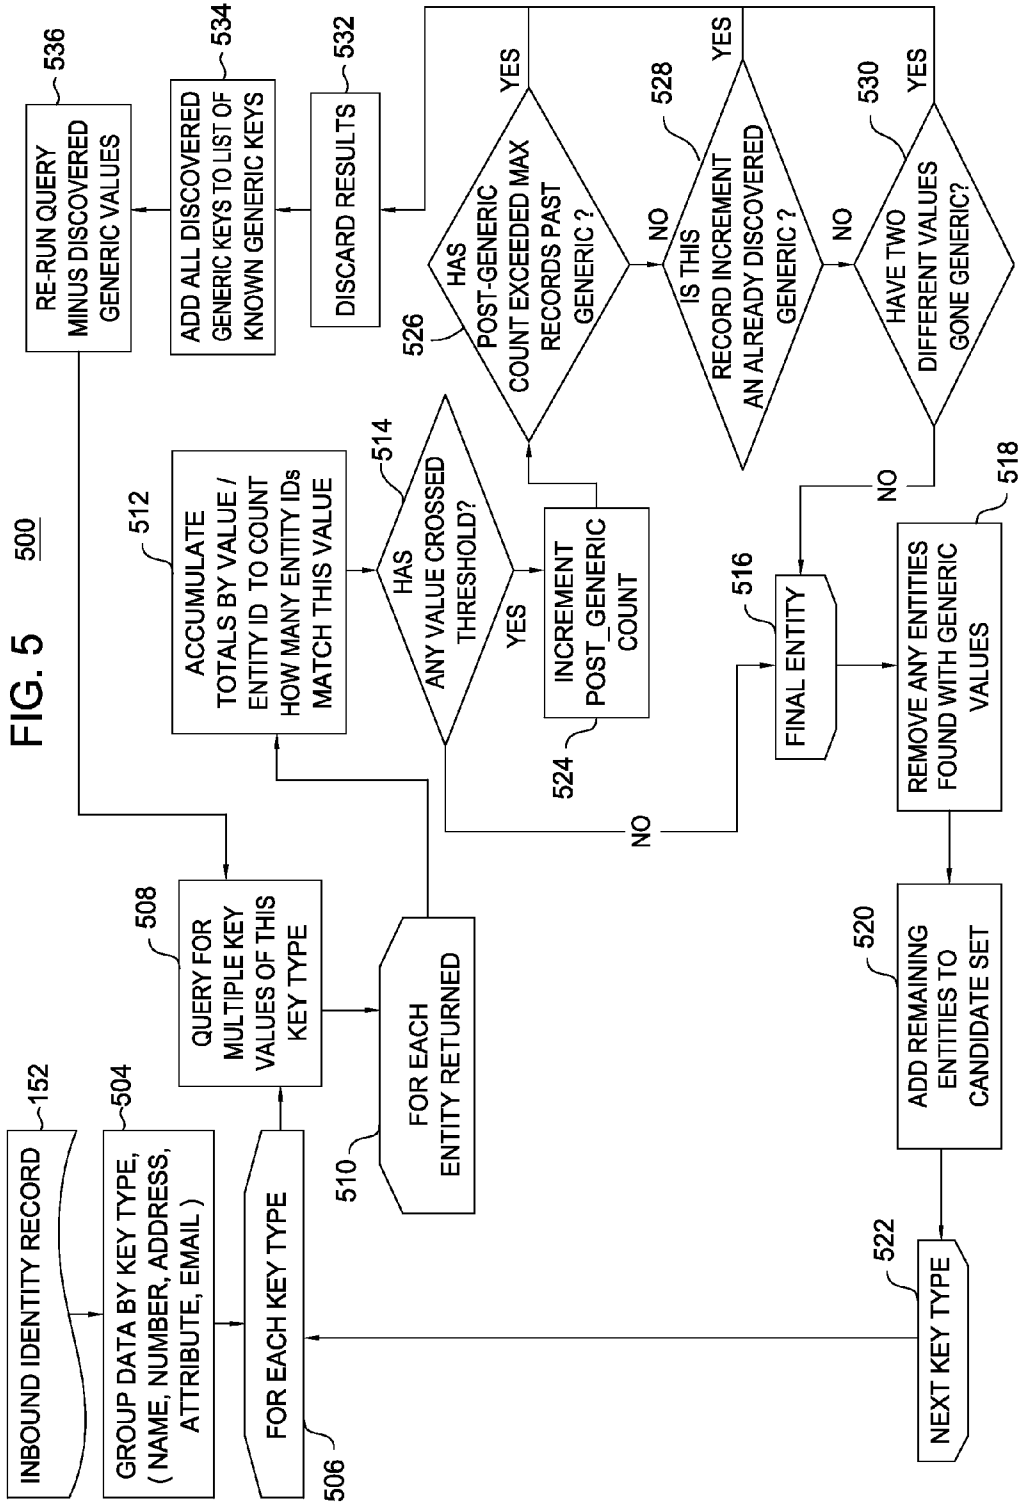 FIG. 5
500
INBOUND IDENTITY RECORD
152
GROUP DATA BY KEY TYPE,
( NAME, NUMBER, ADDRESS,
ATTRIBUTE, EMAIL )
504
FOR EACH KEY TYPE
506
QUERY FOR
MULTIPLE KEY
VALUES OF THIS
KEY TYPE
508
FOR EACH
ENTITY RETURNED
510
ACCUMULATE
TOTALS BY VALUE /
ENTITY ID TO COUNT
HOW MANY ENTITY IDs
MATCH THIS VALUE
512
HAS
ANY VALUE CROSSED
THRESHOLD?
514
NO
YES
INCREMENT
POST_GENERIC
COUNT
524
HAS
POST-GENERIC
COUNT EXCEEDED MAX
RECORDS PAST
GENERIC ?
526
YES
NO
IS THIS
RECORD INCREMENT
AN ALREADY DISCOVERED
GENERIC ?
528
YES
NO
HAVE TWO
DIFFERENT VALUES
GONE GENERIC?
530
YES
NO
DISCARD RESULTS
532
ADD ALL DISCOVERED
GENERIC KEYS TO LIST OF
KNOWN GENERIC KEYS
534
RE-RUN QUERY
MINUS DISCOVERED
GENERIC VALUES
536
FINAL ENTITY
516
REMOVE ANY ENTITIES
FOUND WITH GENERIC
VALUES
518
ADD REMAINING
ENTITIES TO
CANDIDATE SET
520
NEXT KEY TYPE
522